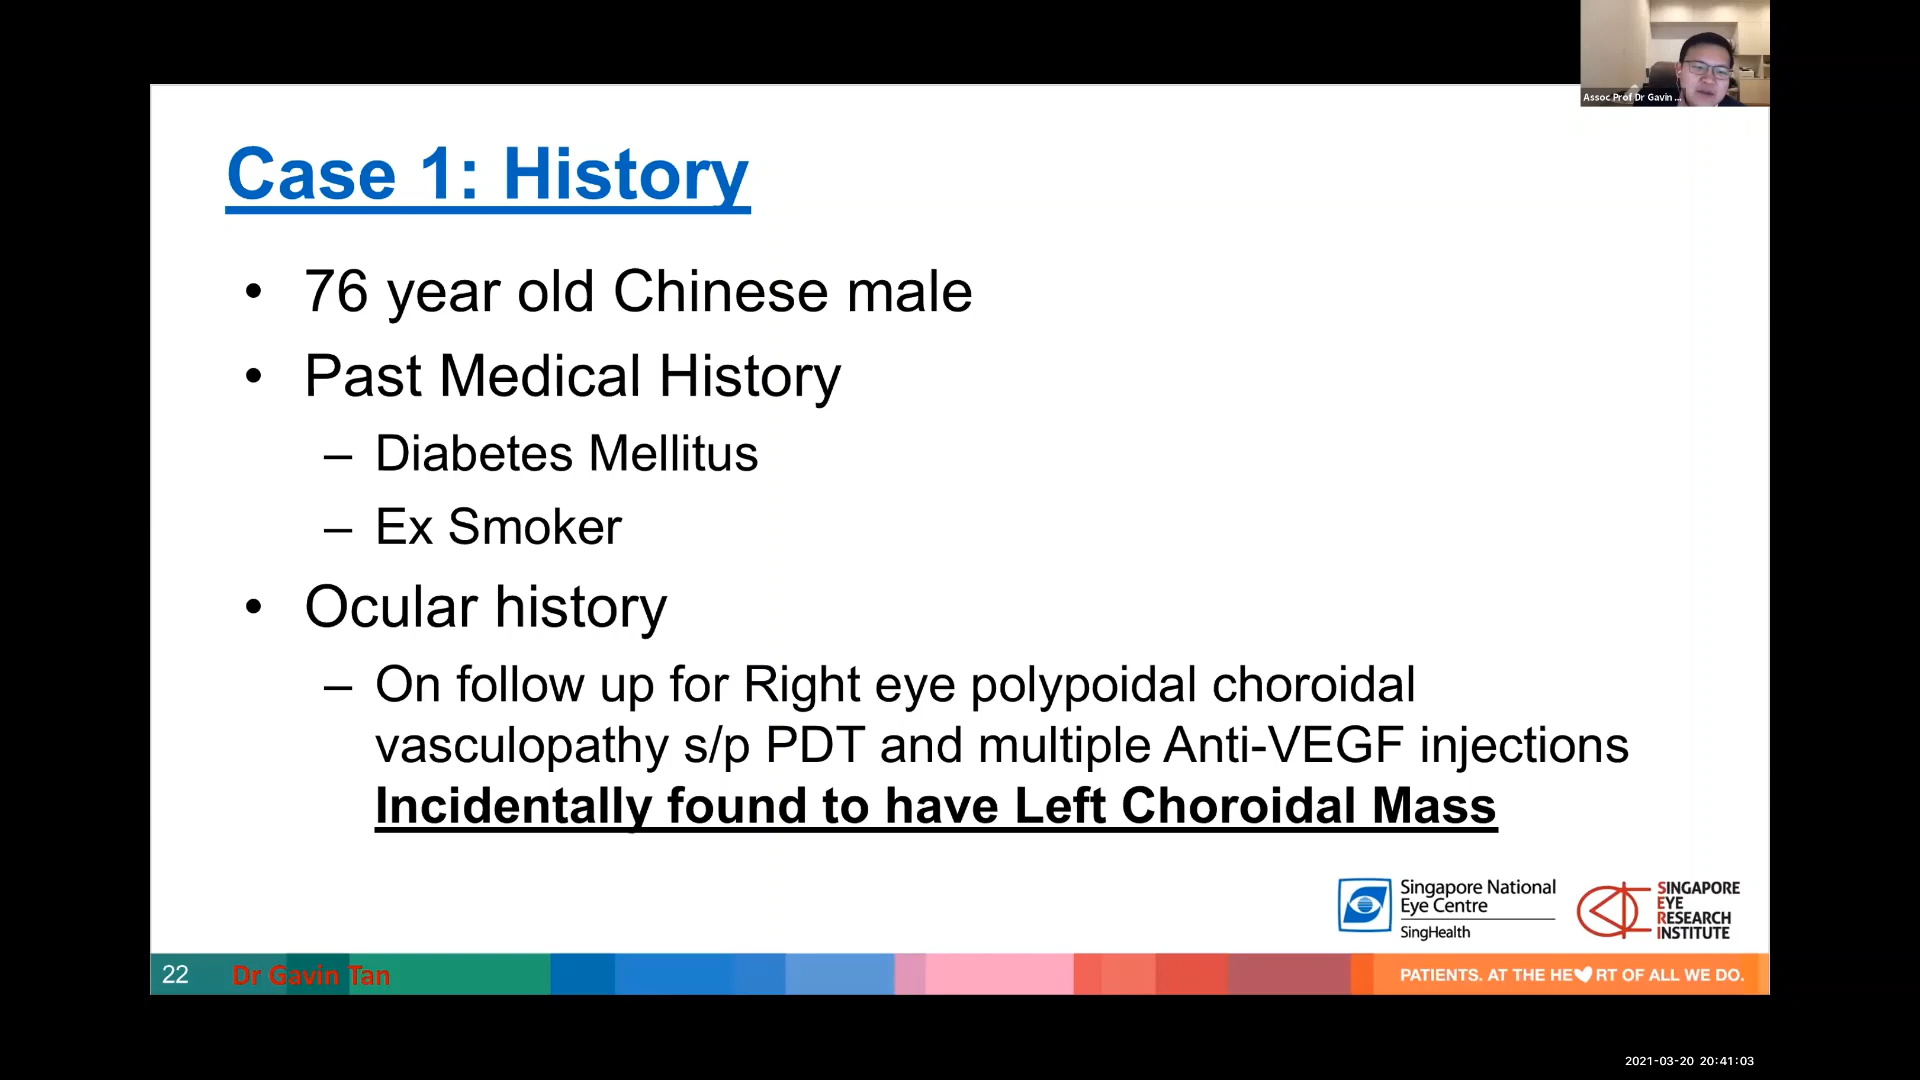 Assoc Prof Dr Gavin ...
Case 1: History
• 76 year old Chinese male
• Past Medical History
– Diabetes Mellitus
– Ex Smoker
• Ocular history
– On follow up for Right eye polypoidal choroidal
vasculopathy s/p PDT and multiple Anti-VEGF injections
Incidentally found to have Left Choroidal Mass
Singapore National
Eye Centre
SingHealth
SINGAPORE
EYE
RESEARCH
INSTITUTE
22 Dr Gavin Tan
PATIENTS. AT THE HE♥RT OF ALL WE DO.
2021-03-20 20:41:03